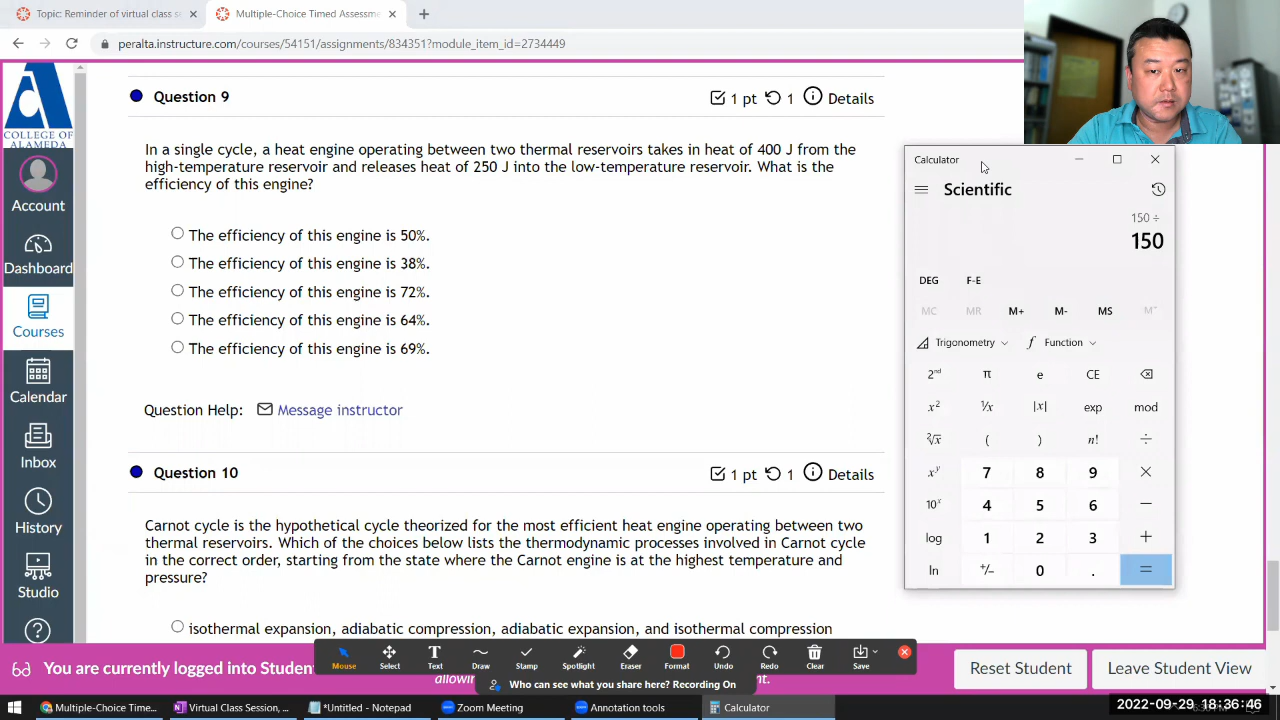 Topic: Reminder of virtual class se
Multiple-Choice Timed Assessme
peralta.instructure.com/courses/54151/assignments/834351?module_item_id=2734449
COLLEGE OF
ALAMEDA
Account
Dashboard
Courses
Calendar
Inbox
History
Studio
Question 9
1 pt 1 Details
In a single cycle, a heat engine operating between two thermal reservoirs takes in heat of 400 J from the
high-temperature reservoir and releases heat of 250 J into the low-temperature reservoir. What is the
efficiency of this engine?
The efficiency of this engine is 50%.
The efficiency of this engine is 38%.
The efficiency of this engine is 72%.
The efficiency of this engine is 64%.
The efficiency of this engine is 69%.
Question Help: Message instructor
Question 10
1 pt 1 Details
Carnot cycle is the hypothetical cycle theorized for the most efficient heat engine operating between two
thermal reservoirs. Which of the choices below lists the thermodynamic processes involved in Carnot cycle
in the correct order, starting from the state where the Carnot engine is at the highest temperature and
pressure?
isothermal expansion, adiabatic compression, adiabatic expansion, and isothermal compression
Calculator
Scientific
150 ÷
150
DEG F-E
MC MR M+ M- MS M˅
Trigonometry Function
2nd π e CE
x² ¹/x |x| exp mod
²√x ( ) n! ÷
xʸ 7 8 9 ×
10ˣ 4 5 6 −
log 1 2 3 +
ln +/− 0 . =
You are currently logged into Studen
allowin
nt.
Reset Student
Leave Student View
Mouse Select Text Draw Stamp Spotlight Eraser Format Undo Redo Clear Save
Who can see what you share here? Recording On
Multiple-Choice Time...
Virtual Class Session, ...
*Untitled - Notepad
Zoom Meeting
Annotation tools
Calculator
2022-09-29 18:36:46